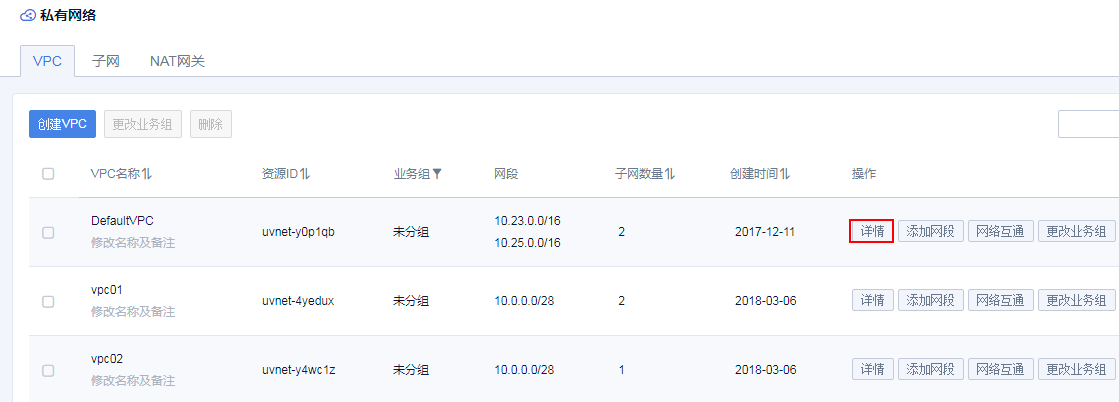 私有网络
VPC 子网 NAT网关
创建VPC 更改业务组 删除
VPC名称 资源ID 业务组 网段 子网数量 创建时间 操作
DefaultVPC
修改名称及备注
uvnet-y0p1qb 未分组
10.23.0.0/16
10.25.0.0/16
2 2017-12-11 详情 添加网段 网络互通 更改业务组
vpc01
修改名称及备注
uvnet-4yedux 未分组 10.0.0.0/28 2 2018-03-06 详情 添加网段 网络互通 更改业务组
vpc02
修改名称及备注
uvnet-y4wc1z 未分组 10.0.0.0/28 1 2018-03-06 详情 添加网段 网络互通 更改业务组